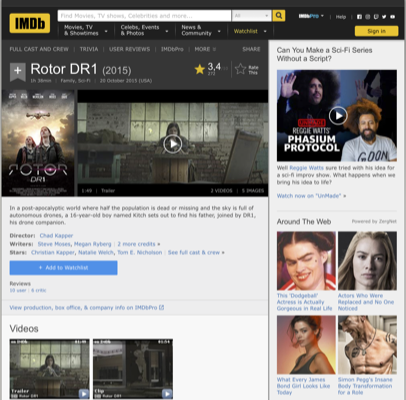 IMDb
Find Movies, TV shows, Celebrities and more...
All
IMDbPro
Help
Movies, TV
& Showtimes
Celebs, Events
& Photos
News &
Community
Watchlist
Sign in
FULL CAST AND CREW | TRIVIA | USER REVIEWS | IMDbPro | MORE
SHARE
Rotor DR1 (2015)
1h 38min | Family, Sci-Fi | 20 October 2015 (USA)
3,4
Rate
This
ROTOR
DR1
1:49 | Trailer
2 VIDEOS | 5 IMAGES
In a post-apocalyptic world where half the population is dead or missing and the sky is full of
autonomous drones, a 16-year-old boy named Kitch sets out to find his father, joined by DR1,
his drone companion.
Director: Chad Kapper
Writers: Steve Moses, Megan Ryberg | 2 more credits »
Stars: Christian Kapper, Natalie Welch, Tom E. Nicholson | See full cast & crew »
+ Add to Watchlist
Reviews
10 user | 6 critic
View production, box office, & company info on IMDbPro
Videos
Trailer
Rotor DR1
Clip
Rotor DR1
Can You Make a Sci-Fi Series
Without a Script?
REGGIE WATTS'
PHASIUM
PROTOCOL
Well Reggie Watts sure tried with his idea for
a sci-fi improv show. What happens when we
bring his idea to life?
Watch now on "UnMade" »
Around The Web
Powered by ZergNet
This 'Dodgeball'
Actress is Actually
Gorgeous in Real Life
Actors Who Were
Replaced and No One
Noticed
What Every James
Bond Girl Looks Like
Today
Simon Pegg's Insane
Body Transformation
for a Role